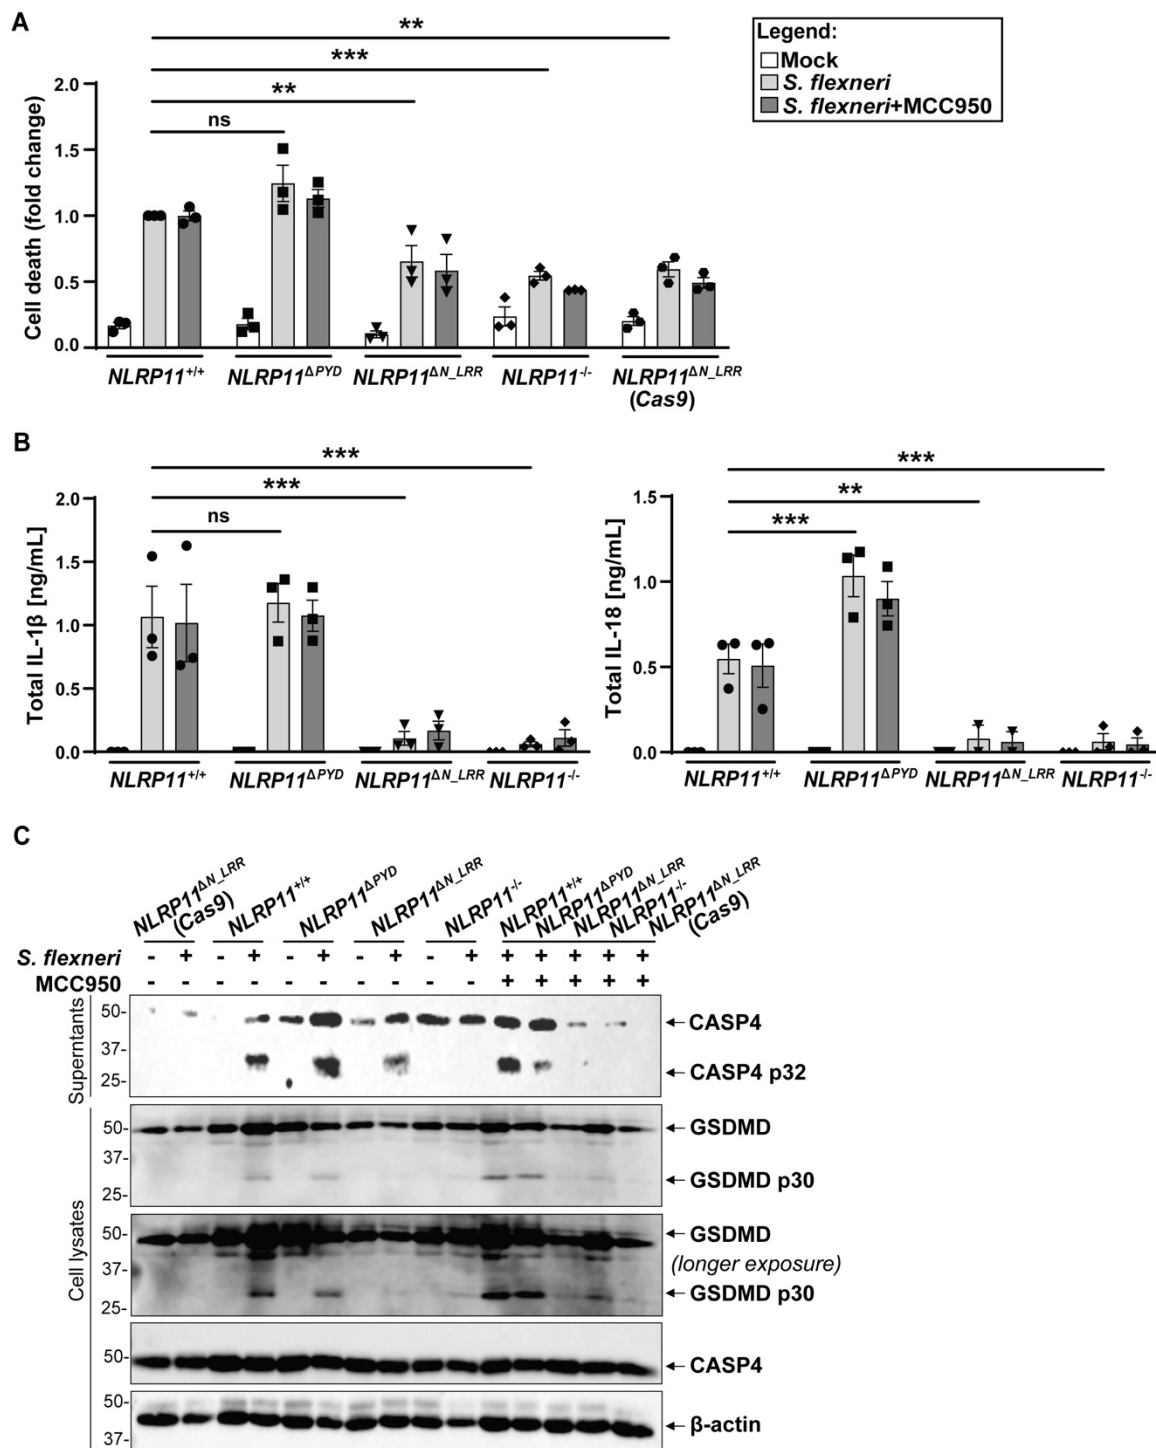 A
Legend:
Mock
S. flexneri
S. flexneri+MCC950
**
***
**
ns
Cell death (fold change)
2.0
1.5
1.0
0.5
0.0
NLRP11+/+
NLRP11ΔPYD
NLRP11ΔN_LRR
NLRP11-/-
NLRP11ΔN_LRR
(Cas9)
B
***
***
ns
Total IL-1β [ng/mL]
2.0
1.5
1.0
0.5
0.0
NLRP11+/+
NLRP11ΔPYD
NLRP11ΔN_LRR
NLRP11-/-
***
**
***
Total IL-18 [ng/mL]
1.5
1.0
0.5
0.0
NLRP11+/+
NLRP11ΔPYD
NLRP11ΔN_LRR
NLRP11-/-
C
NLRP11ΔN_LRR
(Cas9)
NLRP11+/+
NLRP11ΔPYD
NLRP11ΔN_LRR
NLRP11-/-
NLRP11+/+
NLRP11ΔPYD
NLRP11ΔN_LRR
NLRP11-/-
NLRP11ΔN_LRR
(Cas9)
S. flexneri - + - + - + - + - + + + + + +
MCC950 - - - - - - - - - - + + + + +
Superntants
50-
37-
25-
←CASP4
←CASP4 p32
Cell lysates
50-
37-
25-
←GSDMD
←GSDMD p30
50-
37-
25-
←GSDMD
(longer exposure)
←GSDMD p30
50-
←CASP4
50-
37-
←β-actin